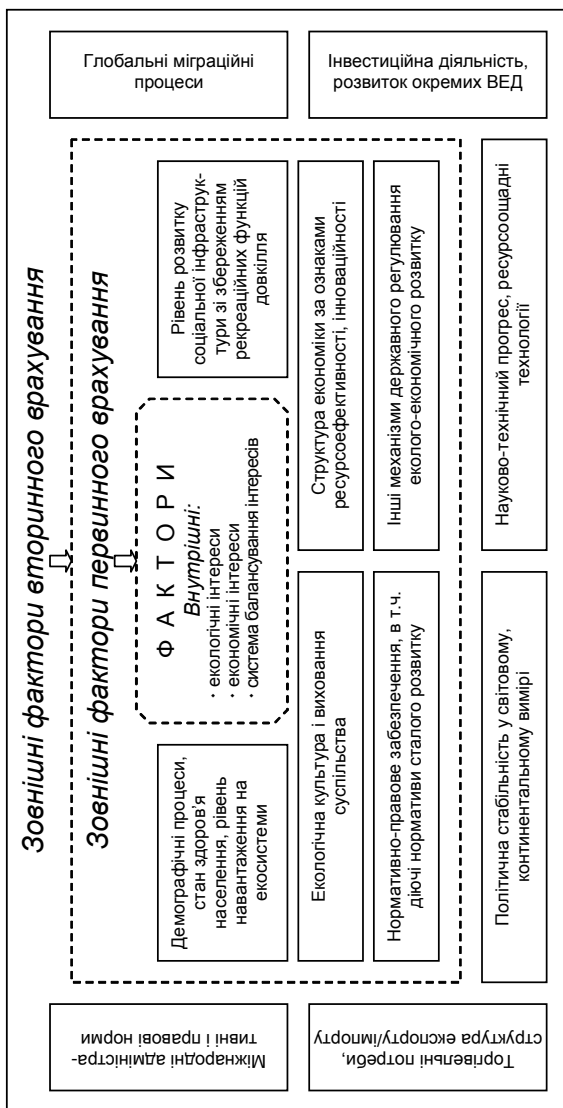 Зовнішні фактори вторинного врахування
Зовнішні фактори первинного врахування
Міжнародні адміністра-
тивні і правові норми
Глобальні міграційні
процеси
Демографічні процеси,
стан здоров'я
населення, рівень
навантаження на
екосистеми
Ф А К Т О Р И
Внутрішні:
· екологічні інтереси
· економічні інтереси
· система балансування інтересів
Рівень розвитку
соціальної інфраструк-
тури зі збереженням
рекреаційних функцій
довкілля
Екологічна культура і виховання
суспільства
Структура економіки за ознаками
ресурсоефективності, інноваційності
Нормативно-правове забезпечення, в т.ч.
діючі нормативи сталого розвитку
Інші механізми державного регулювання
еколого-економічного розвитку
Торгівельні потреби,
структура експорту/імпорту
Інвестиційна діяльність,
розвиток окремих ВЕД
Політична стабільність у світовому,
континентальному вимірі
Науково-технічний прогрес, ресурсоощадні
технології